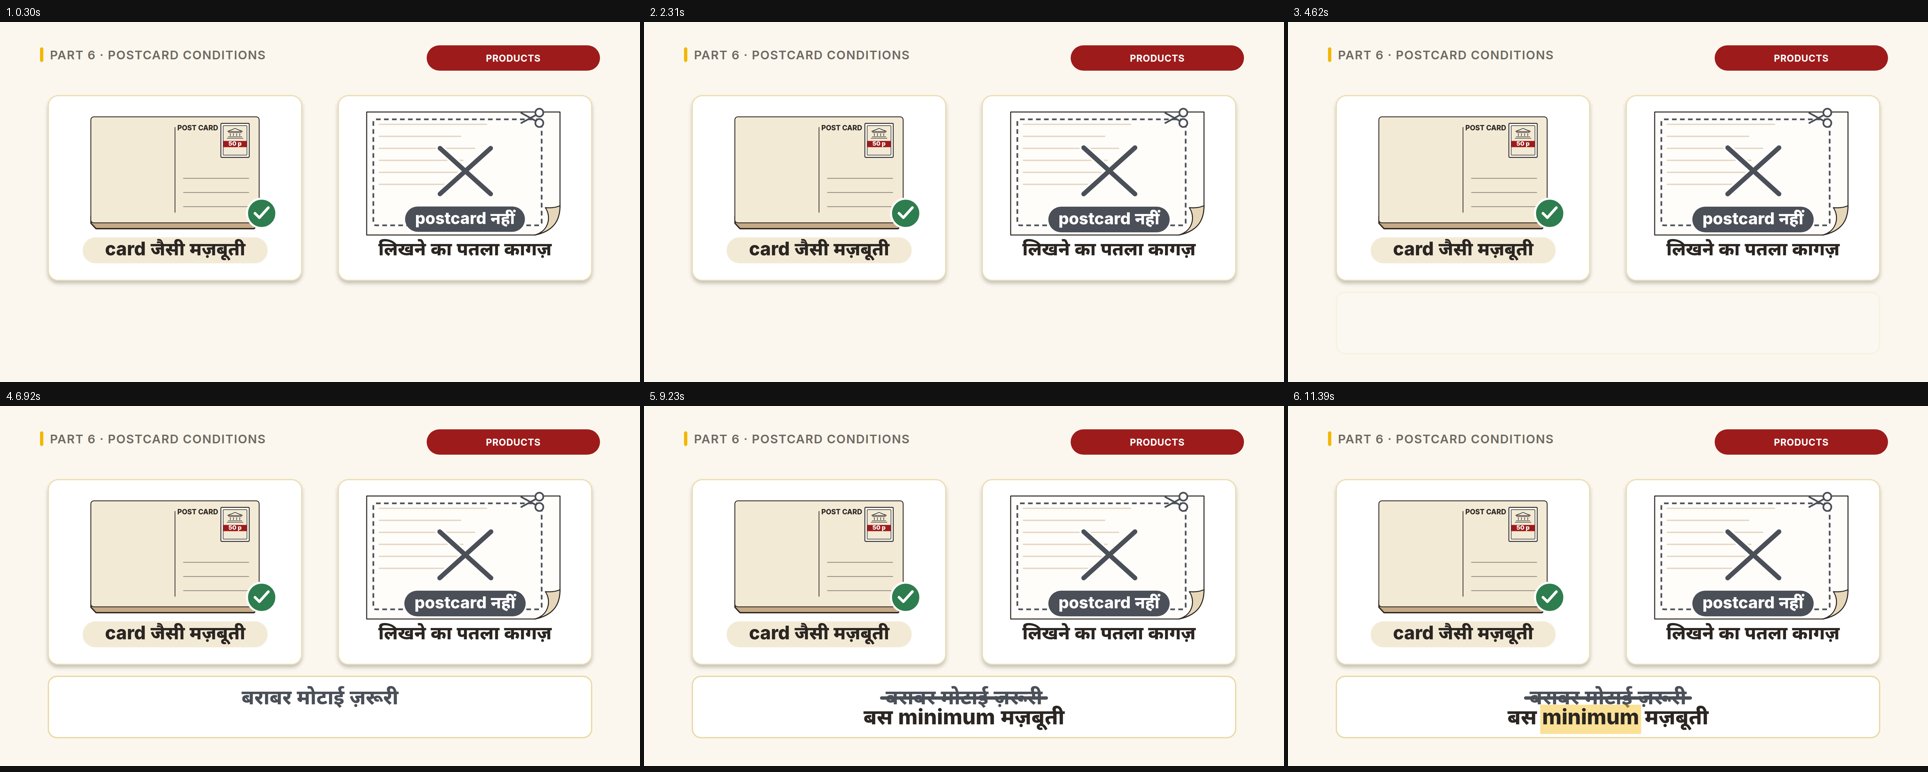 1. 0.30s
PART 6 · POSTCARD CONDITIONS
PRODUCTS
POST CARD
50 p
card जैसी मज़बूती
postcard नहीं
लिखने का पतला कागज़
2. 2.31s
PART 6 · POSTCARD CONDITIONS
PRODUCTS
POST CARD
50 p
card जैसी मज़बूती
postcard नहीं
लिखने का पतला कागज़
3. 4.62s
PART 6 · POSTCARD CONDITIONS
PRODUCTS
POST CARD
50 p
card जैसी मज़बूती
postcard नहीं
लिखने का पतला कागज़
4. 6.92s
PART 6 · POSTCARD CONDITIONS
PRODUCTS
POST CARD
50 p
card जैसी मज़बूती
postcard नहीं
लिखने का पतला कागज़
बराबर मोटाई ज़रूरी
5. 9.23s
PART 6 · POSTCARD CONDITIONS
PRODUCTS
POST CARD
50 p
card जैसी मज़बूती
postcard नहीं
लिखने का पतला कागज़
बराबर मोटाई ज़रूरी
बस minimum मज़बूती
6. 11.39s
PART 6 · POSTCARD CONDITIONS
PRODUCTS
POST CARD
50 p
card जैसी मज़बूती
postcard नहीं
लिखने का पतला कागज़
बराबर मोटाई ज़रूरी
बस minimum मज़बूती